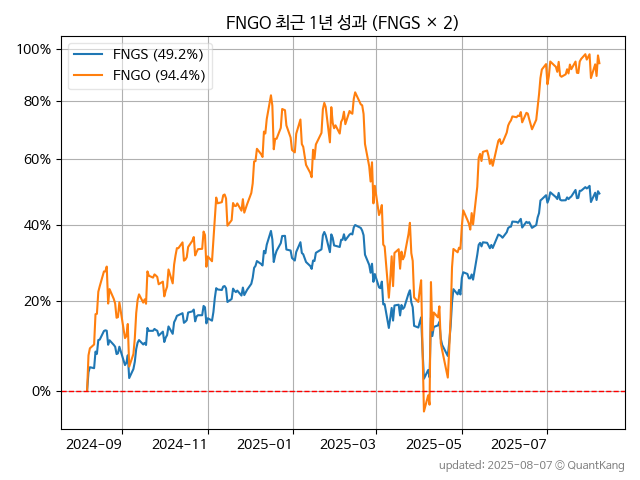 FNGO 최근 1년 성과 (FNGS × 2)
FNGS (49.2%)
FNGO (94.4%)
100%
80%
60%
40%
20%
0%
2024-09 2024-11 2025-01 2025-03 2025-05 2025-07
updated: 2025-08-07 © QuantKang